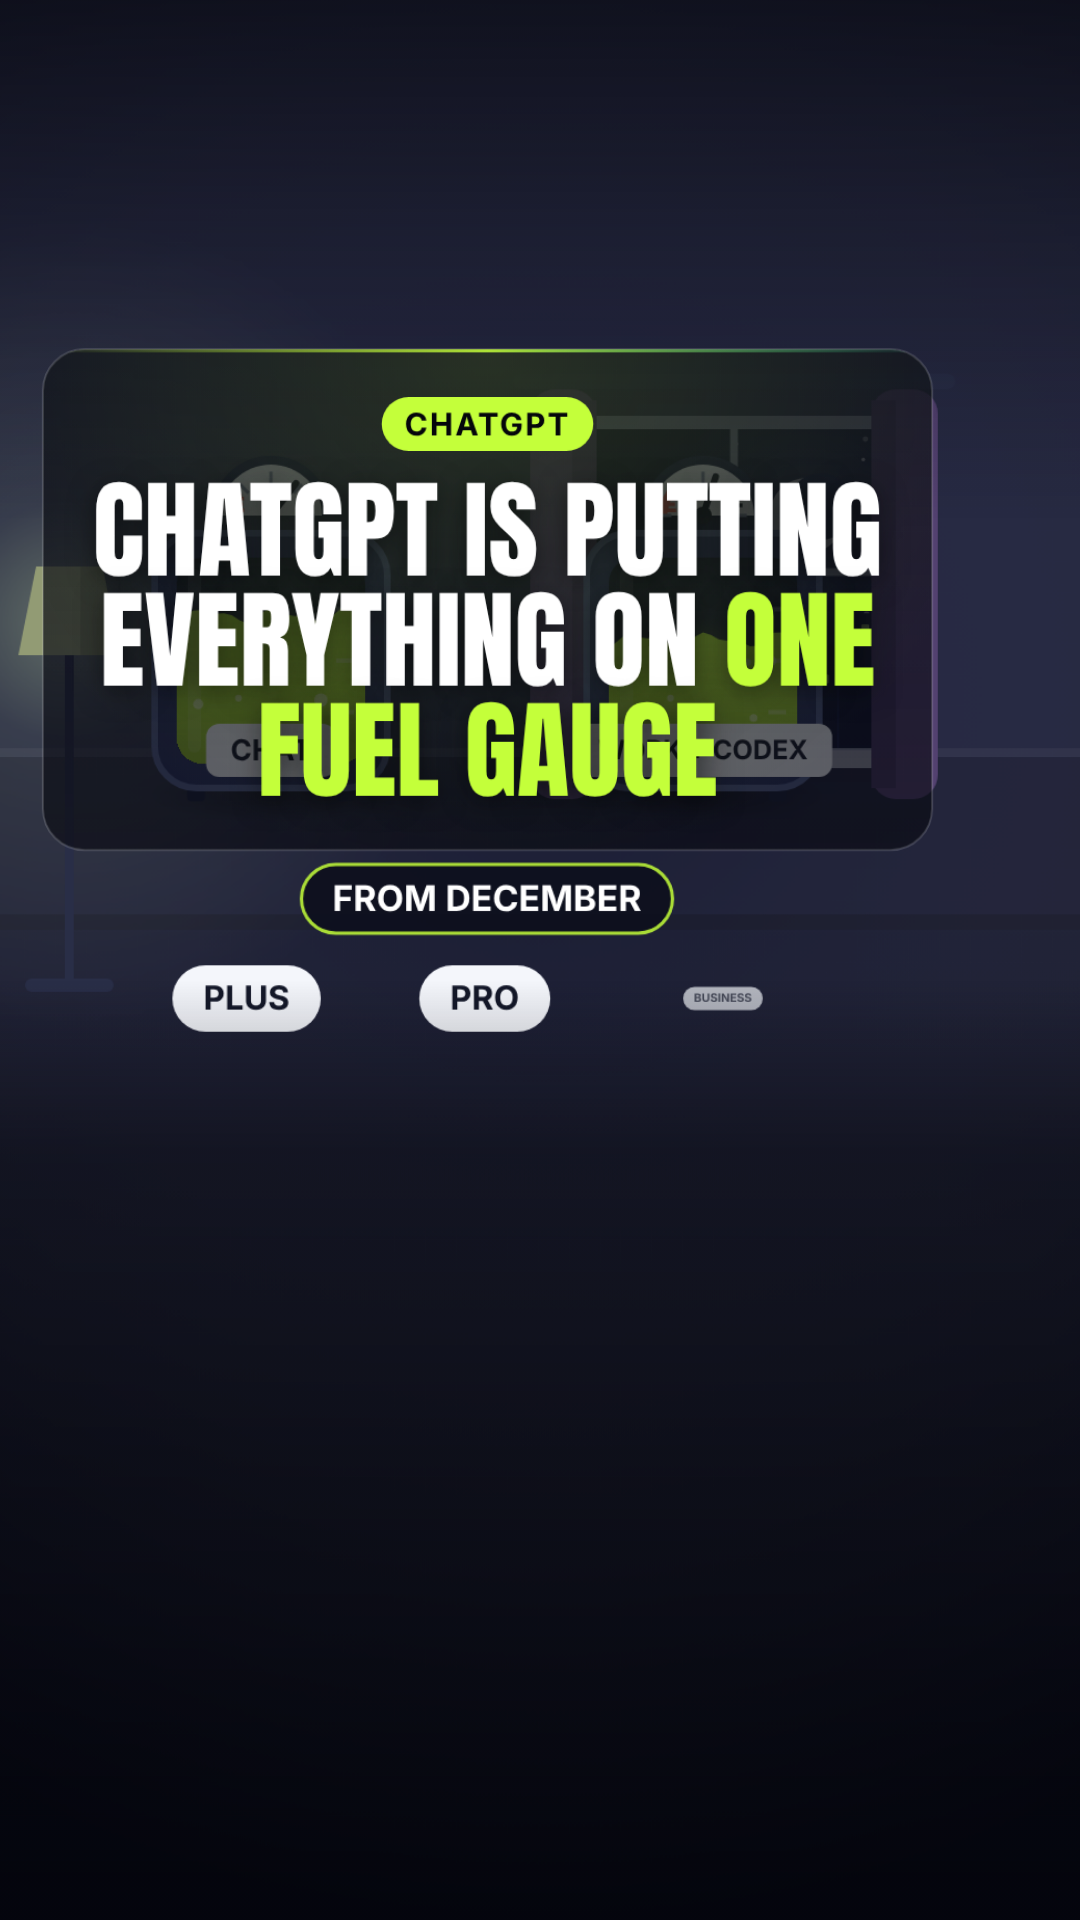 CHATGPT
CHATGPT IS PUTTING
EVERYTHING ON ONE
FUEL GAUGE
CODEX
FROM DECEMBER
PLUS
PRO
BUSINESS